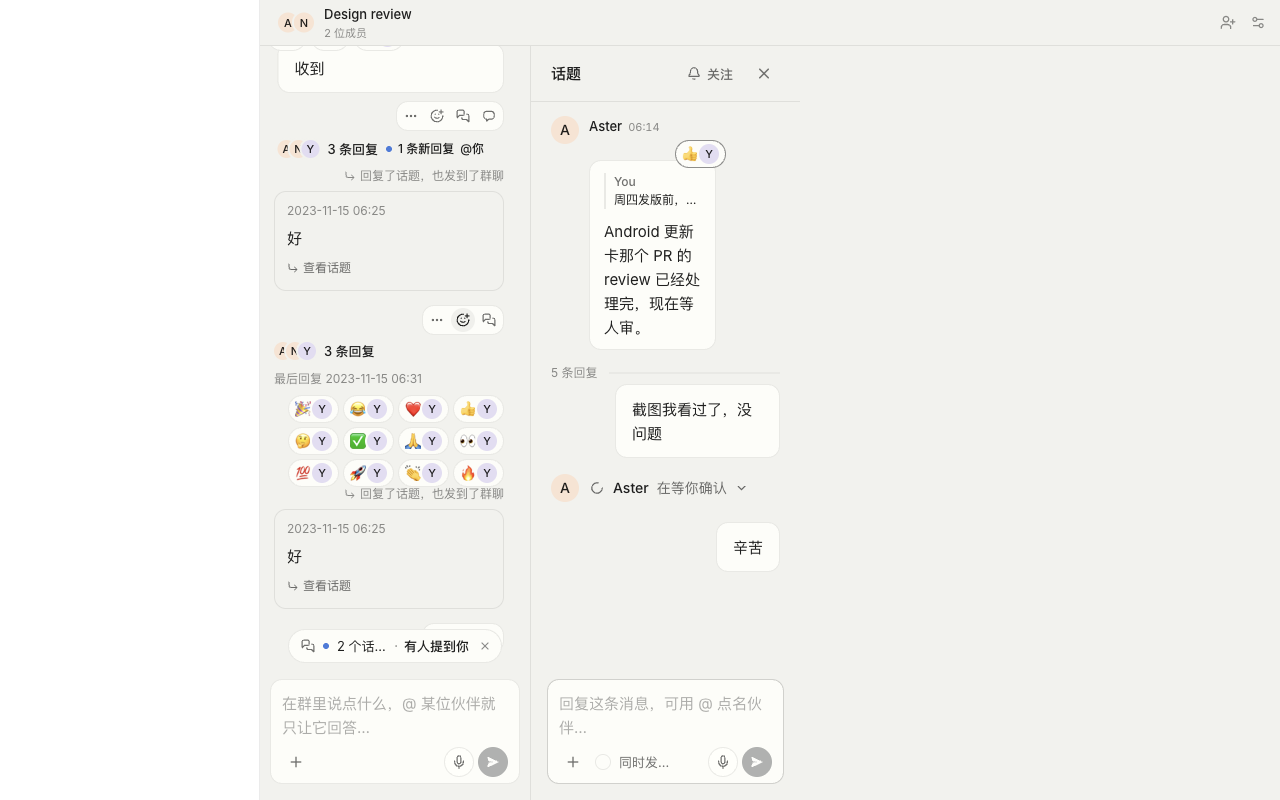 A N Design review
2 位成员
收到
A N Y 3 条回复 1 条新回复 @你
回复了话题，也发到了群聊
2023-11-15 06:25
好
查看话题
A N Y 3 条回复
最后回复 2023-11-15 06:31
Y Y Y Y
Y Y Y Y
Y Y Y Y
回复了话题，也发到了群聊
2023-11-15 06:25
好
查看话题
2 个话... · 有人提到你
在群里说点什么，@ 某位伙伴就
只让它回答...
话题
关注
A Aster 06:14
Y
You
周四发版前，...
Android 更新
卡那个 PR 的
review 已经处
理完，现在等
人审。
5 条回复
截图我看过了，没
问题
A Aster 在等你确认
辛苦
回复这条消息，可用 @ 点名伙
伴...
同时发...